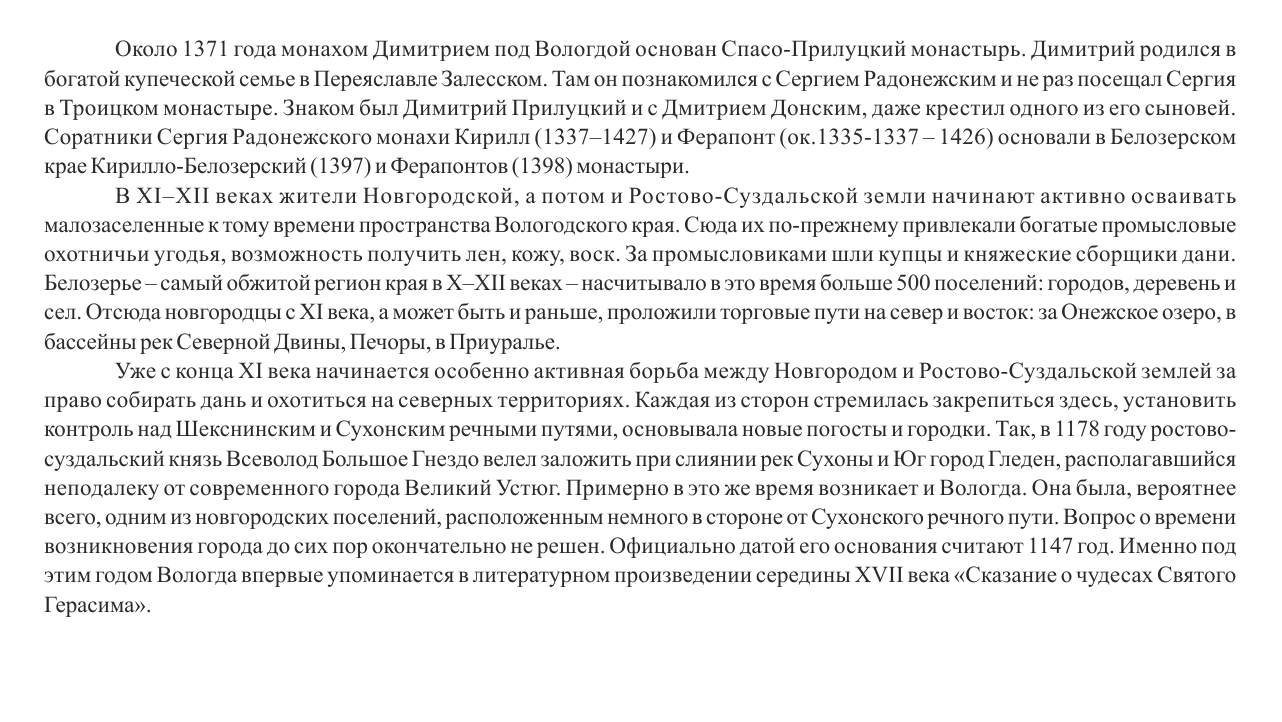 Около 1371 года монахом Димитрием под Вологдой основан Спасо-Прилуцкий монастырь. Димитрий родился в
богатой купеческой семье в Переяславле Залесском. Там он познакомился с Сергием Радонежским и не раз посещал Сергия
в Троицком монастыре. Знаком был Димитрий Прилуцкий и с Дмитрием Донским, даже крестил одного из его сыновей.
Соратники Сергия Радонежского монахи Кирилл (1337–1427) и Ферапонт (ок.1335-1337 – 1426) основали в Белозерском
крае Кирилло-Белозерский (1397) и Ферапонтов (1398) монастыри.
В XI–XII веках жители Новгородской, а потом и Ростово-Суздальской земли начинают активно осваивать
малозаселенные к тому времени пространства Вологодского края. Сюда их по-прежнему привлекали богатые промысловые
охотничьи угодья, возможность получить лен, кожу, воск. За промысловиками шли купцы и княжеские сборщики дани.
Белозерье – самый обжитой регион края в X–XII веках – насчитывало в это время больше 500 поселений: городов, деревень и
сел. Отсюда новгородцы с XI века, а может быть и раньше, проложили торговые пути на север и восток: за Онежское озеро, в
бассейны рек Северной Двины, Печоры, в Приуралье.
Уже с конца XI века начинается особенно активная борьба между Новгородом и Ростово-Суздальской землей за
право собирать дань и охотиться на северных территориях. Каждая из сторон стремилась закрепиться здесь, установить
контроль над Шекснинским и Сухонским речными путями, основывала новые погосты и городки. Так, в 1178 году ростово-
суздальский князь Всеволод Большое Гнездо велел заложить при слиянии рек Сухоны и Юг город Гледен, располагавшийся
неподалеку от современного города Великий Устюг. Примерно в это же время возникает и Вологда. Она была, вероятнее
всего, одним из новгородских поселений, расположенным немного в стороне от Сухонского речного пути. Вопрос о времени
возникновения города до сих пор окончательно не решен. Официально датой его основания считают 1147 год. Именно под
этим годом Вологда впервые упоминается в литературном произведении середины XVII века «Сказание о чудесах Святого
Герасима».